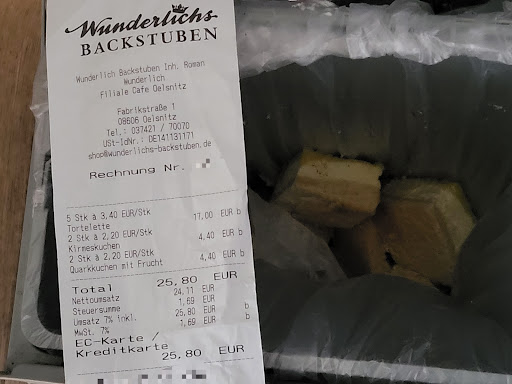 Wunderlichs
BACKSTUBEN
Wunderlich Backstuben Inh. Roman
Wunderlich
Filiale Cafe Oelsnitz
Fabrikstraße 1
08606 Oelsnitz
Tel.: 037421 / 70070
USt-IdNr.: DE141131171
shop@wunderlichs-backstuben.de
Rechnung Nr.
5 Stk à 3,40 EUR/Stk
Tortelette 17,00 EUR b
2 Stk à 2,20 EUR/Stk
Kirmeskuchen 4,40 EUR b
2 Stk à 2,20 EUR/Stk
Quarkkuchen mit Frucht 4,40 EUR b
Total 25,80 EUR
Nettoumsatz 24,11 EUR
Steuersumme 1,69 EUR
Umsatz 7% inkl. 25,80 EUR b
MwSt. 7% 1,69 EUR b
EC-Karte /
Kreditkarte 25,80 EUR